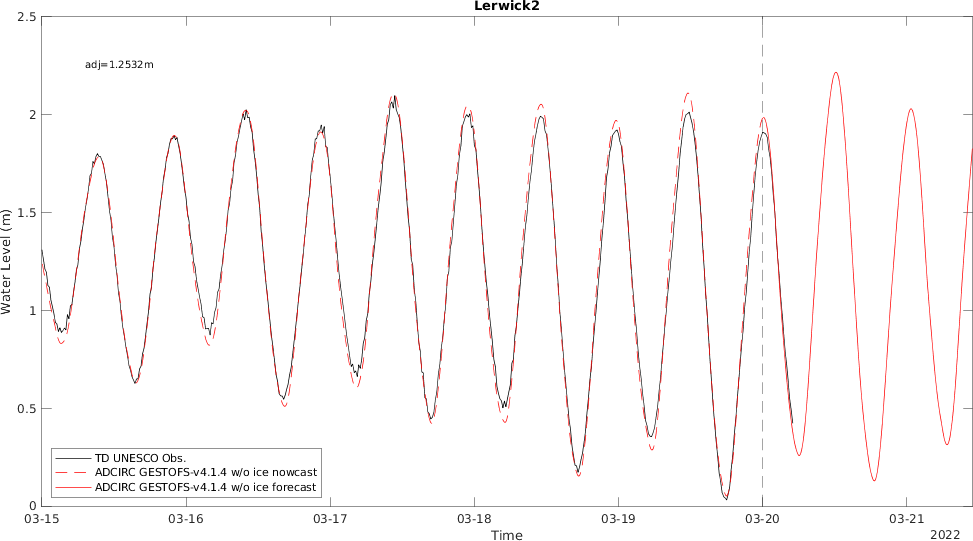 Lerwick2
adj=1.2532m
Water Level (m)
2.5
2
1.5
1
0.5
0
TD UNESCO Obs.
ADCIRC GESTOFS-v4.1.4 w/o ice nowcast
ADCIRC GESTOFS-v4.1.4 w/o ice forecast
03-15 03-16 03-17 03-18 03-19 03-20 03-21
Time
2022